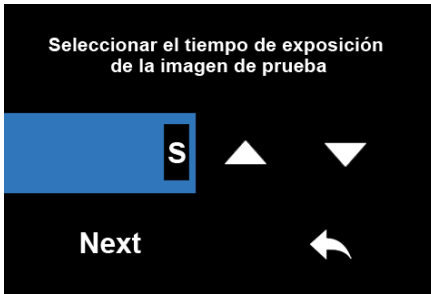 Seleccionar el tiempo de exposición
de la imagen de prueba
S
Next